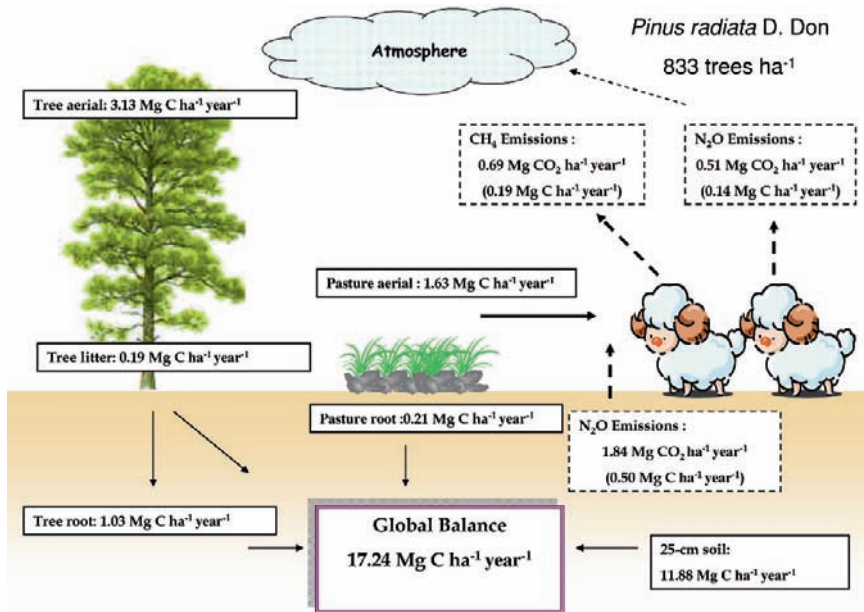 Atmosphere
Pinus radiata D. Don
833 trees ha⁻¹
Tree aerial: 3.13 Mg C ha⁻¹ year⁻¹
CH₄ Emissions :
0.69 Mg CO₂ ha⁻¹ year⁻¹
(0.19 Mg C ha⁻¹ year⁻¹)
N₂O Emissions :
0.51 Mg CO₂ ha⁻¹ year⁻¹
(0.14 Mg C ha⁻¹ year⁻¹)
Pasture aerial : 1.63 Mg C ha⁻¹ year⁻¹
Tree litter: 0.19 Mg C ha⁻¹ year⁻¹
Pasture root :0.21 Mg C ha⁻¹ year⁻¹
N₂O Emissions :
1.84 Mg CO₂ ha⁻¹ year⁻¹
(0.50 Mg C ha⁻¹ year⁻¹)
Tree root: 1.03 Mg C ha⁻¹ year⁻¹
Global Balance
17.24 Mg C ha⁻¹ year⁻¹
25-cm soil:
11.88 Mg C ha⁻¹ year⁻¹